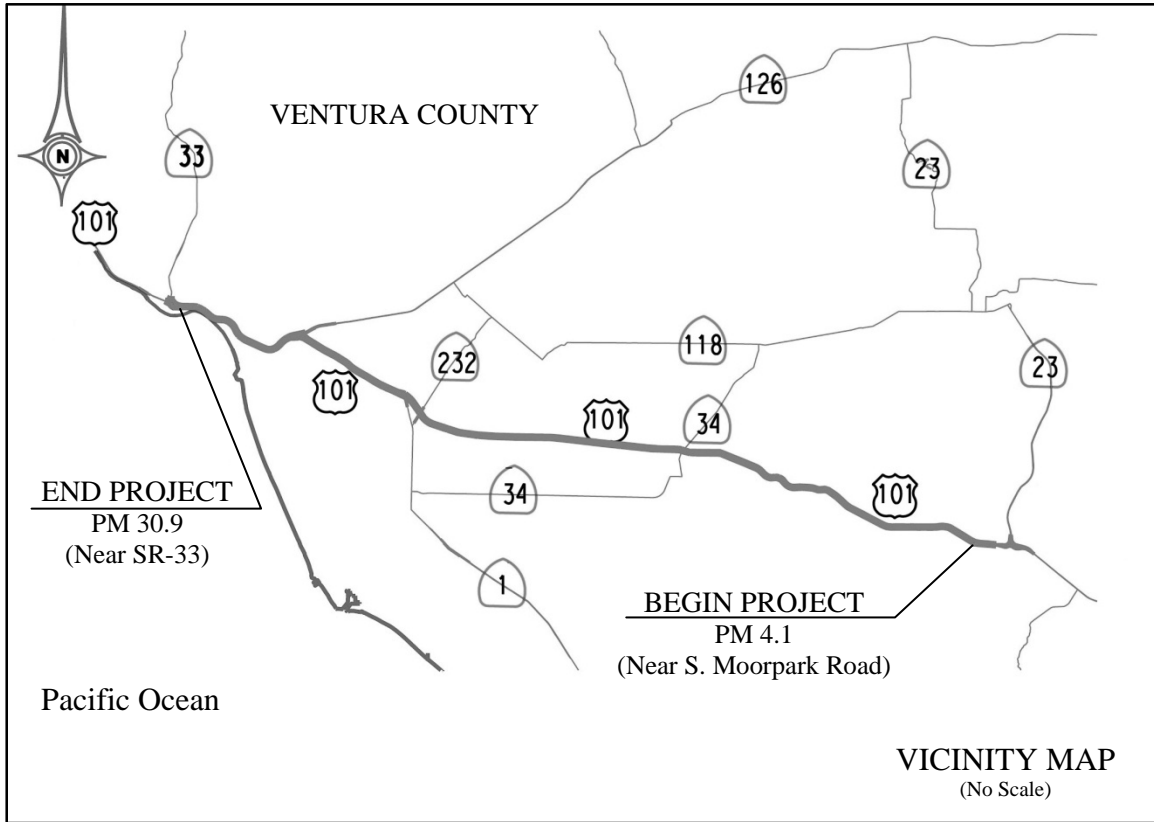 VENTURA COUNTY
126
33
23
N
101
118
232
23
101
101
34
101
34
END PROJECT
PM 30.9
(Near SR-33)
1
BEGIN PROJECT
PM 4.1
(Near S. Moorpark Road)
Pacific Ocean
VICINITY MAP
(No Scale)